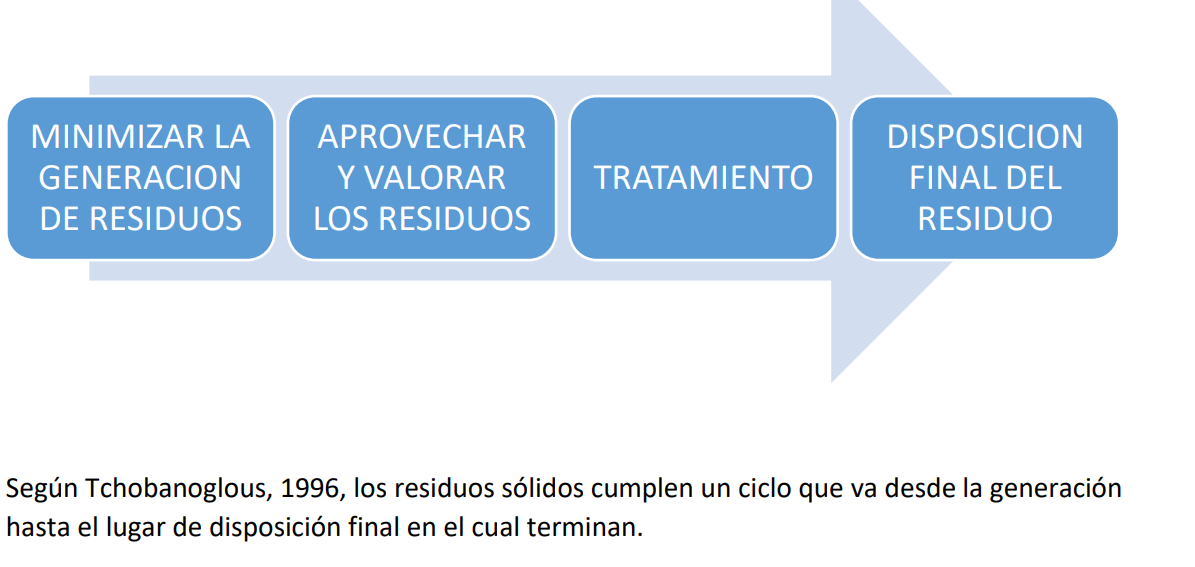 MINIMIZAR LA
GENERACION
DE RESIDUOS
APROVECHAR
Y VALORAR
LOS RESIDUOS
TRATAMIENTO
DISPOSICION
FINAL DEL
RESIDUO
Según Tchobanoglous, 1996, los residuos sólidos cumplen un ciclo que va desde la generación
hasta el lugar de disposición final en el cual terminan.